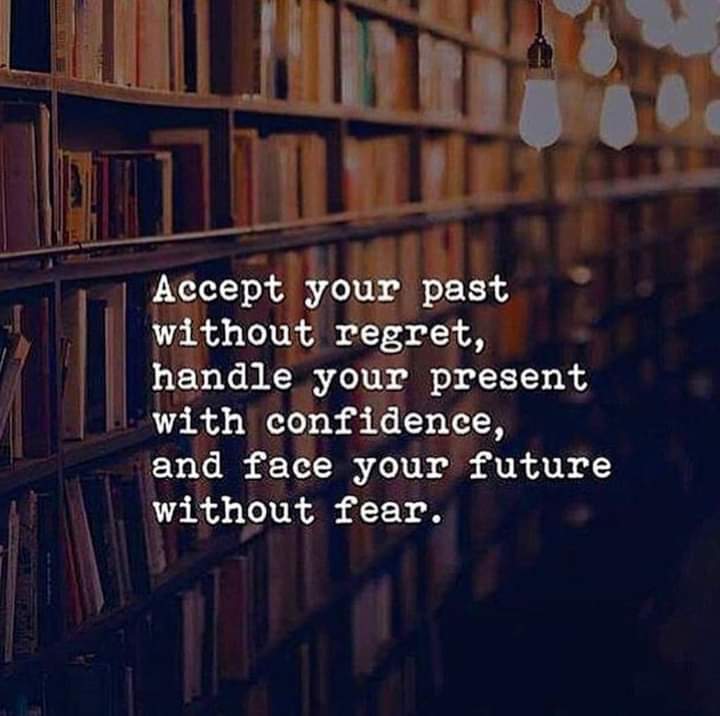 Accept your past
without regret,
handle your present
with confidence,
and face your future
without fear.